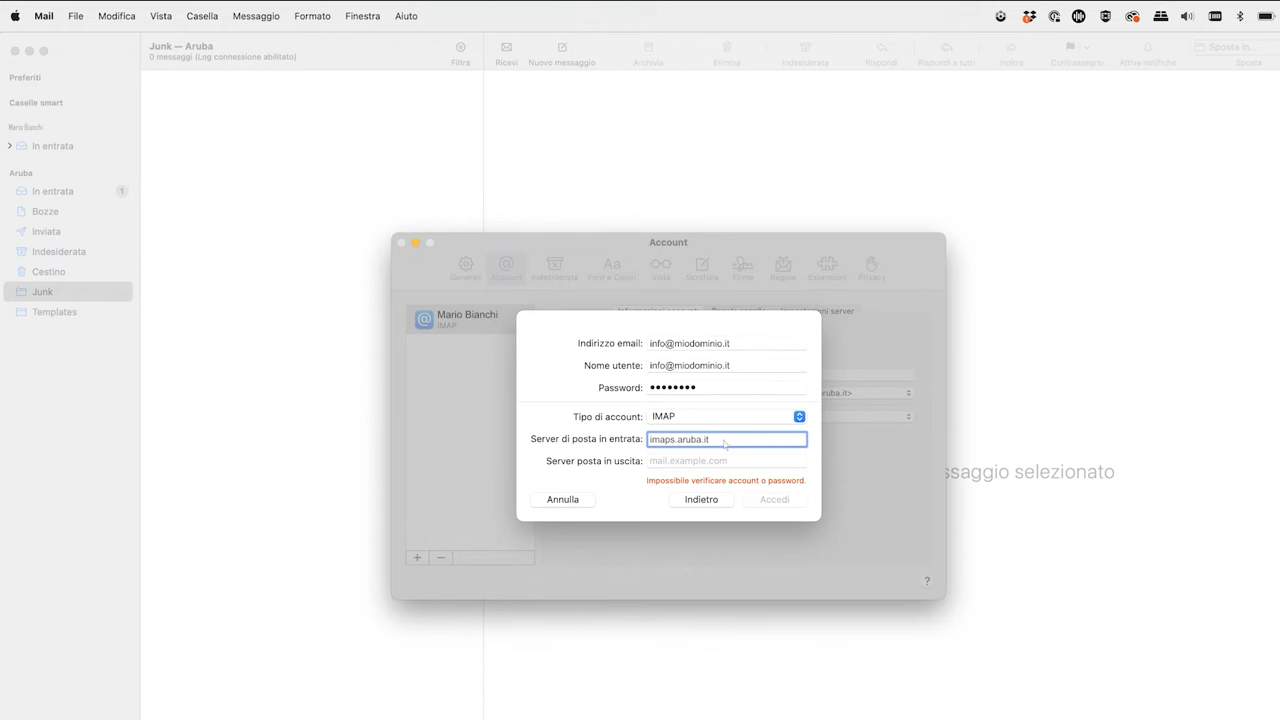 Mail File Modifica Vista Casella Messaggio Formato Finestra Aiuto
Junk — Aruba
0 messaggi (Log connessione abilitato)
Filtra
Ricevi Nuovo messaggio Archivia Elimina Indesiderata Rispondi Rispondi a tutti Inoltra Contrassegno Attiva notifiche Sposta
Sposta in...
Preferiti
Caselle smart
Mario Bianchi
In entrata
Aruba
In entrata 1
Bozze
Inviata
Indesiderata
Cestino
Junk
Templates
Account
Generali Account Indesiderata Font e Colori Vista Scrittura Firme Regole Estensioni Privacy
Mario Bianchi
IMAP
server
aruba.it>
Indirizzo email: info@miodominio.it
Nome utente: info@miodominio.it
Password: ••••••••
Tipo di account: IMAP
Server di posta in entrata: imaps.aruba.it
Server posta in uscita: mail.example.com
Impossibile verificare account o password.
Annulla Indietro Accedi
ssaggio selezionato
+ −
?